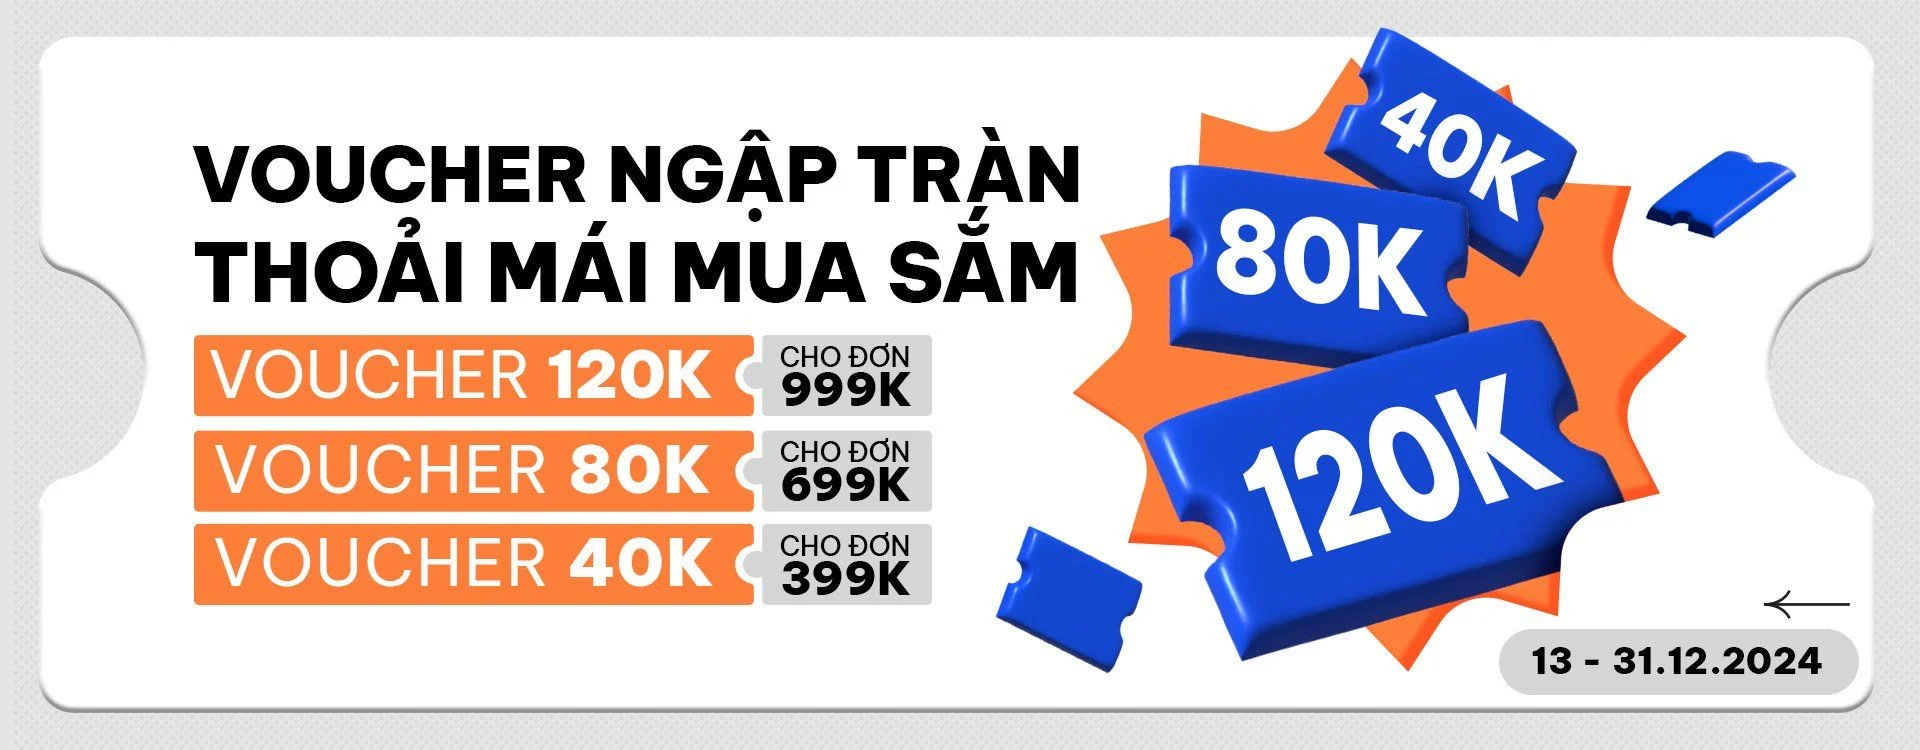 VOUCHER NGẬP TRÀN
THOẢI MÁI MUA SẮM
VOUCHER 120K
CHO ĐƠN
999K
VOUCHER 80K
CHO ĐƠN
699K
VOUCHER 40K
CHO ĐƠN
399K
40K
80K
120K
13 - 31.12.2024